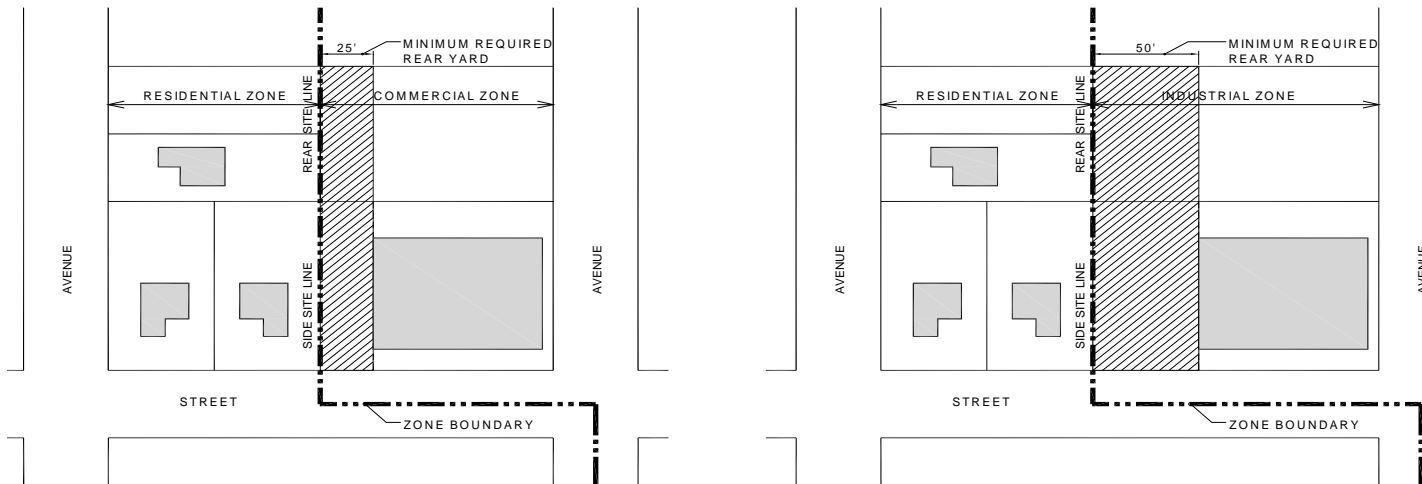 25'
MINIMUM REQUIRED
REAR YARD
RESIDENTIAL ZONE
COMMERCIAL ZONE
REAR SITE LINE
SIDE SITE LINE
AVENUE
AVENUE
STREET
ZONE BOUNDARY
50'
MINIMUM REQUIRED
REAR YARD
RESIDENTIAL ZONE
INDUSTRIAL ZONE
REAR SITE LINE
SIDE SITE LINE
AVENUE
AVENUE
STREET
ZONE BOUNDARY